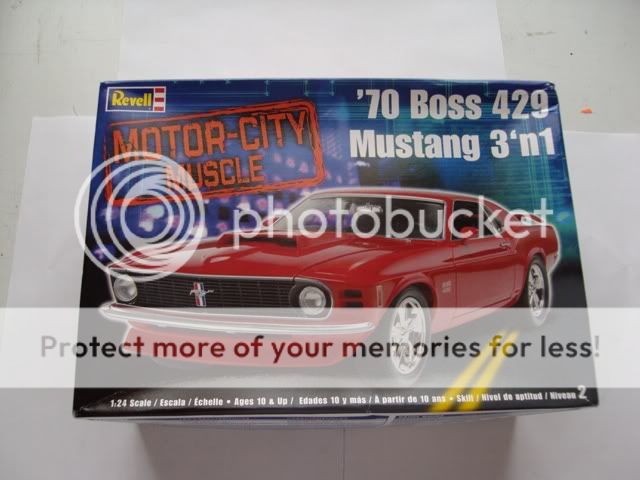 Revell
'70 Boss 429
Mustang 3'n1
MOTOR-CITY
MUSCLE
photobucket
Protect more of your memories for less!
1:24 Scale / Escala / Échelle • Ages 10 & Up / Edades 10 y más / À partir de 10 ans • Skill / Nivel de aptitud / Niveau 2